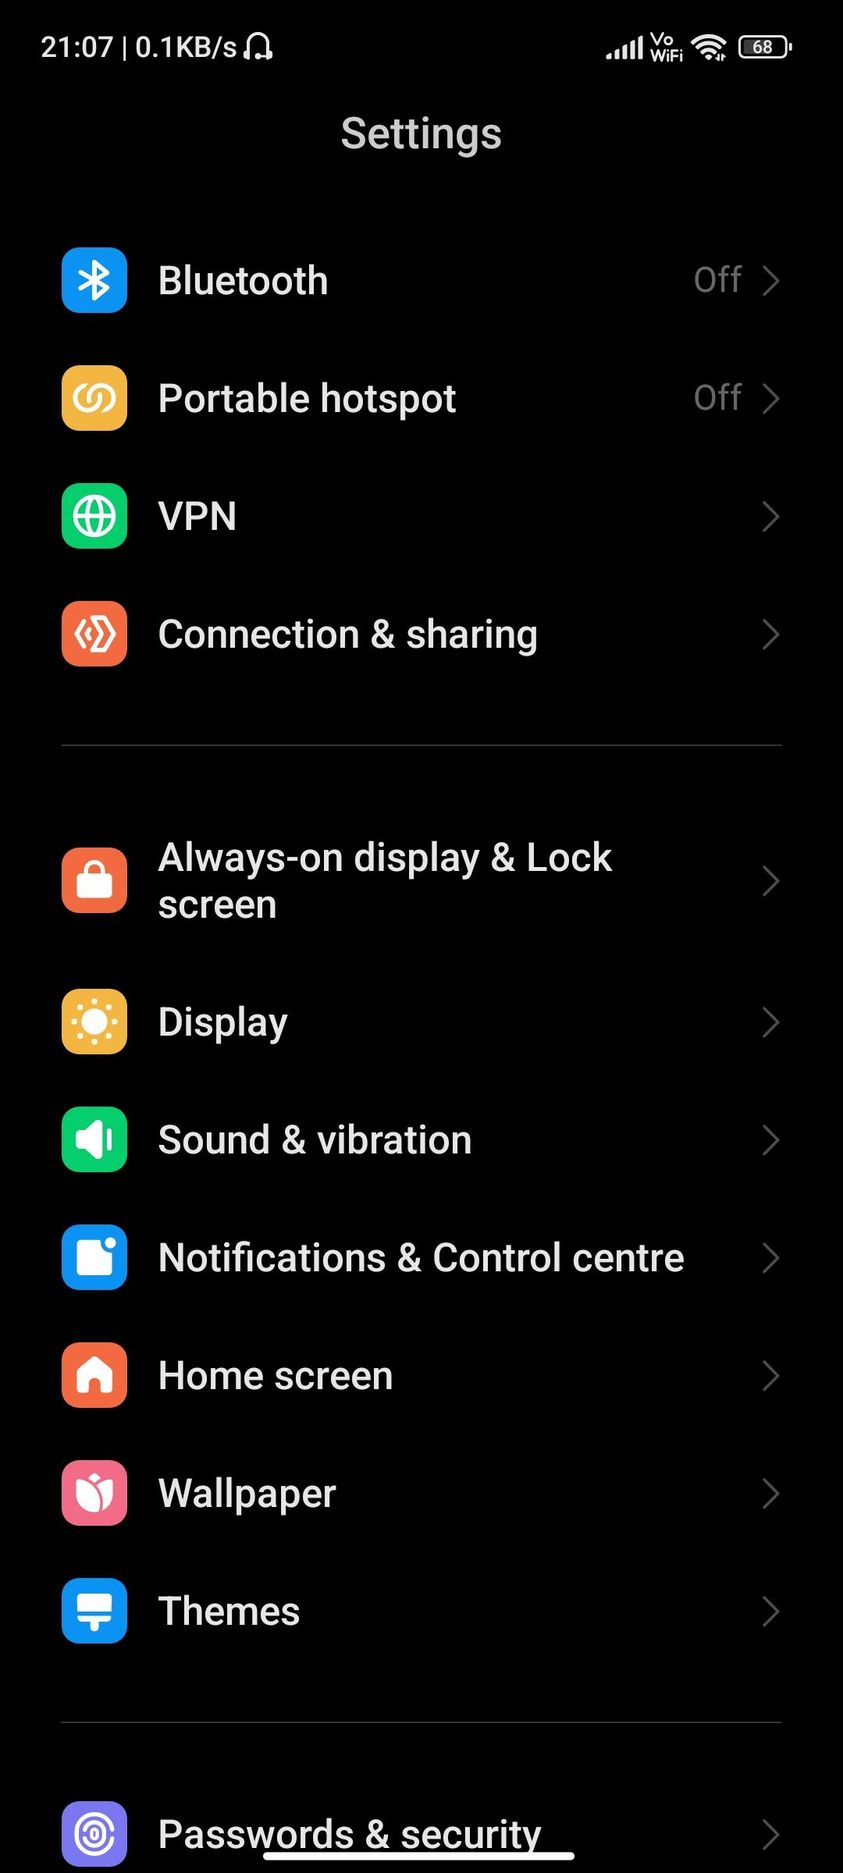 21:07 | 0.1KB/s Vo WiFi 68
Settings
Bluetooth Off
Portable hotspot Off
VPN
Connection & sharing
Always-on display & Lock
screen
Display
Sound & vibration
Notifications & Control centre
Home screen
Wallpaper
Themes
Passwords & security